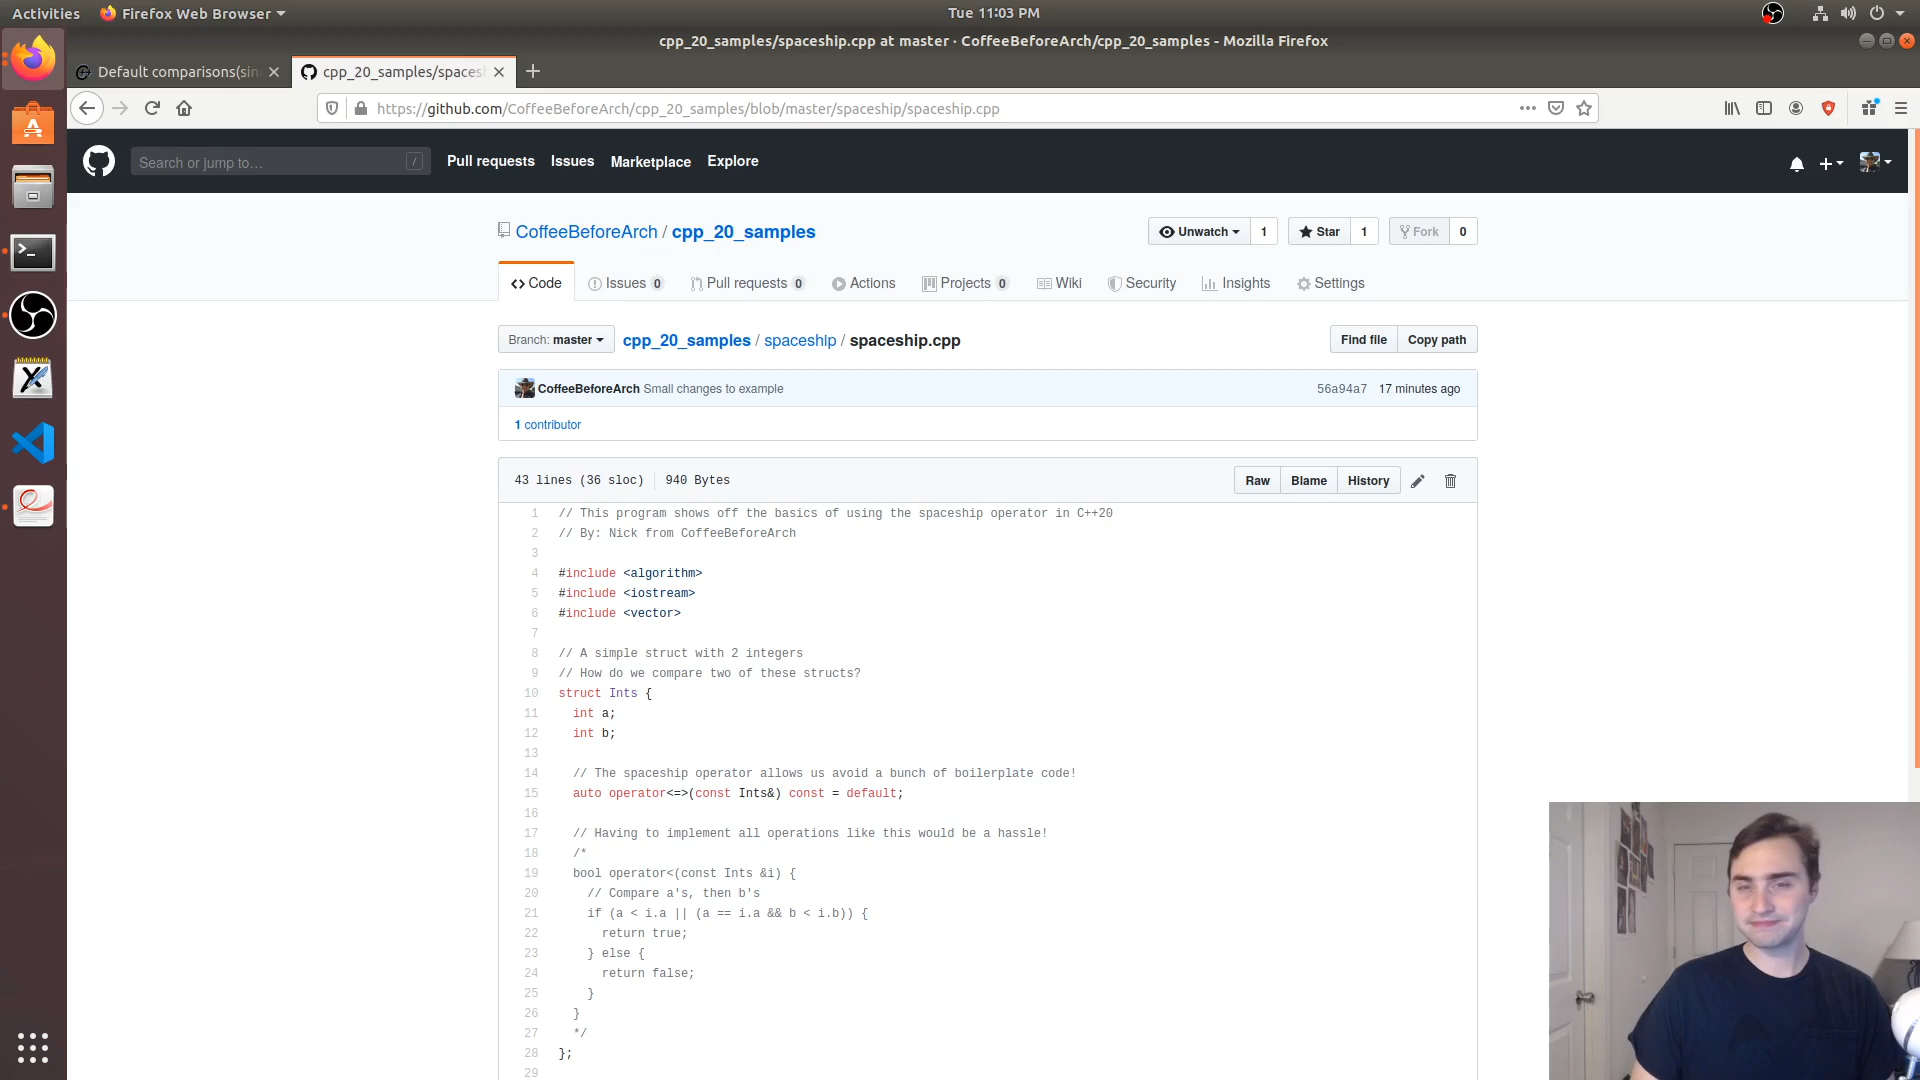 Activities
Firefox Web Browser
Tue 11:03 PM
cpp_20_samples/spaceship.cpp at master · CoffeeBeforeArch/cpp_20_samples - Mozilla Firefox
Default comparisons(sin
cpp_20_samples/spaces
https://github.com/CoffeeBeforeArch/cpp_20_samples/blob/master/spaceship/spaceship.cpp
Search or jump to…
/
Pull requests
Issues
Marketplace
Explore
CoffeeBeforeArch / cpp_20_samples
Unwatch 1
Star 1
Fork 0
Code
Issues 0
Pull requests 0
Actions
Projects 0
Wiki
Security
Insights
Settings
Branch: master
cpp_20_samples / spaceship / spaceship.cpp
Find file
Copy path
CoffeeBeforeArch Small changes to example
56a94a7 17 minutes ago
1 contributor
43 lines (36 sloc) 940 Bytes
Raw
Blame
History
1 // This program shows off the basics of using the spaceship operator in C++20
2 // By: Nick from CoffeeBeforeArch
3
4 #include <algorithm>
5 #include <iostream>
6 #include <vector>
7
8 // A simple struct with 2 integers
9 // How do we compare two of these structs?
10 struct Ints {
11 int a;
12 int b;
13
14 // The spaceship operator allows us avoid a bunch of boilerplate code!
15 auto operator<=>(const Ints&) const = default;
16
17 // Having to implement all operations like this would be a hassle!
18 /*
19 bool operator<(const Ints &i) {
20 // Compare a's, then b's
21 if (a < i.a || (a == i.a && b < i.b)) {
22 return true;
23 } else {
24 return false;
25 }
26 }
27 */
28 };
29